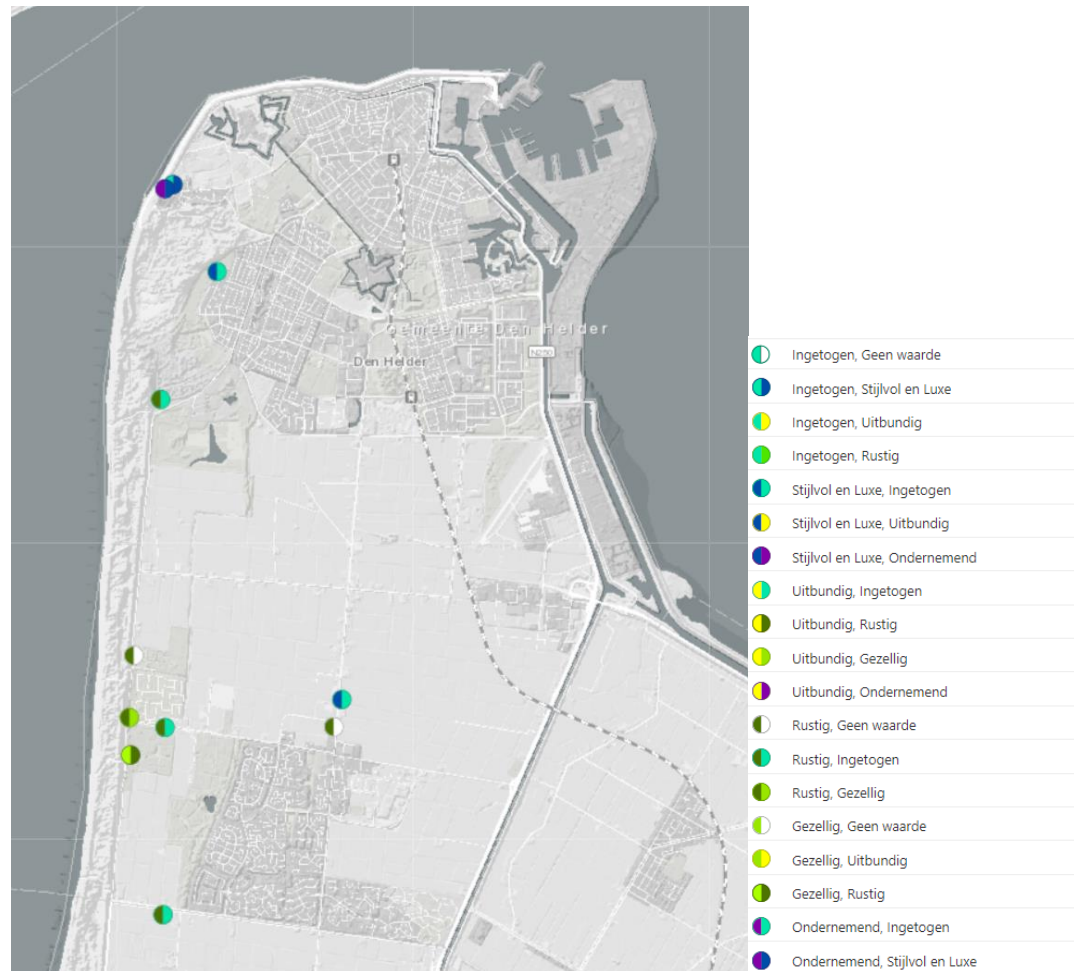 Gemeente Den Helder
Den Helder
N250
Ingetogen, Geen waarde
Ingetogen, Stijlvol en Luxe
Ingetogen, Uitbundig
Ingetogen, Rustig
Stijlvol en Luxe, Ingetogen
Stijlvol en Luxe, Uitbundig
Stijlvol en Luxe, Ondernemend
Uitbundig, Ingetogen
Uitbundig, Rustig
Uitbundig, Gezellig
Uitbundig, Ondernemend
Rustig, Geen waarde
Rustig, Ingetogen
Rustig, Gezellig
Gezellig, Geen waarde
Gezellig, Uitbundig
Gezellig, Rustig
Ondernemend, Ingetogen
Ondernemend, Stijlvol en Luxe